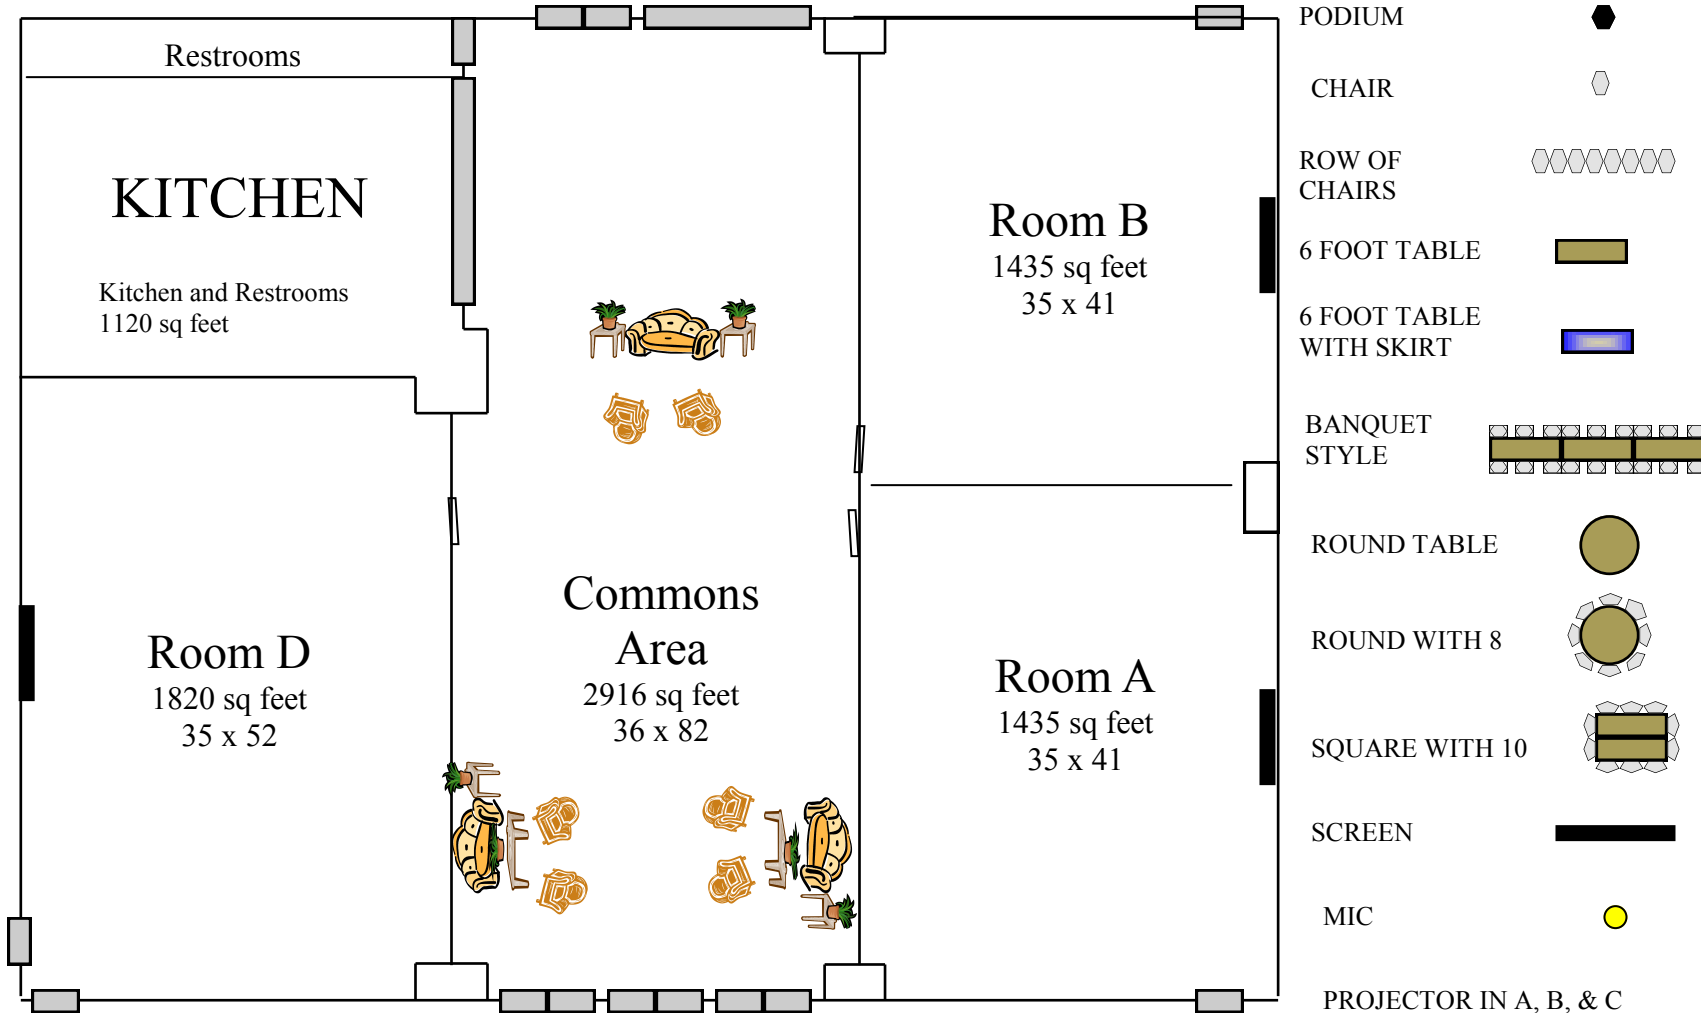 Restrooms
KITCHEN
Kitchen and Restrooms
1120 sq feet
Room D
1820 sq feet
35 x 52
Commons
Area
2916 sq feet
36 x 82
Room B
1435 sq feet
35 x 41
Room A
1435 sq feet
35 x 41
PODIUM
CHAIR
ROW OF
CHAIRS
6 FOOT TABLE
6 FOOT TABLE
WITH SKIRT
BANQUET
STYLE
ROUND TABLE
ROUND WITH 8
SQUARE WITH 10
SCREEN
MIC
PROJECTOR IN A, B, & C